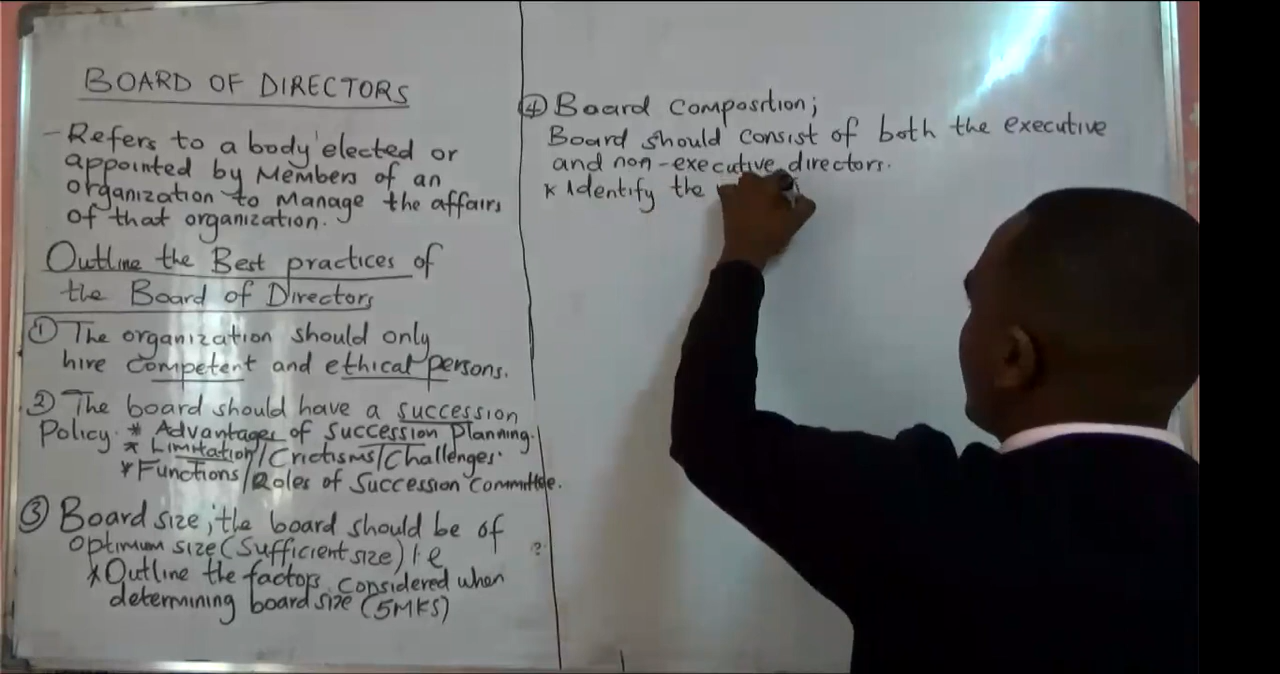 BOARD OF DIRECTORS
- Refers to a body elected or
appointed by Members of an
organization to Manage the affairs
of that organization.
Outline the Best practices of
the Board of Directors
① The organization should only
hire competent and ethical persons.
② The board should have a succession
Policy. * Advantages of Succession Planning.
* Limitation/Crictisms/Challenges.
* Functions/Roles of Succession Committee.
③ Board size; the board should be of
optimum size (Sufficient size) i.e
* Outline the factors considered when
determining board size (5MKS)
④ Board Composition;
Board should consist of both the executive
and non-executive directors.
* Identify the